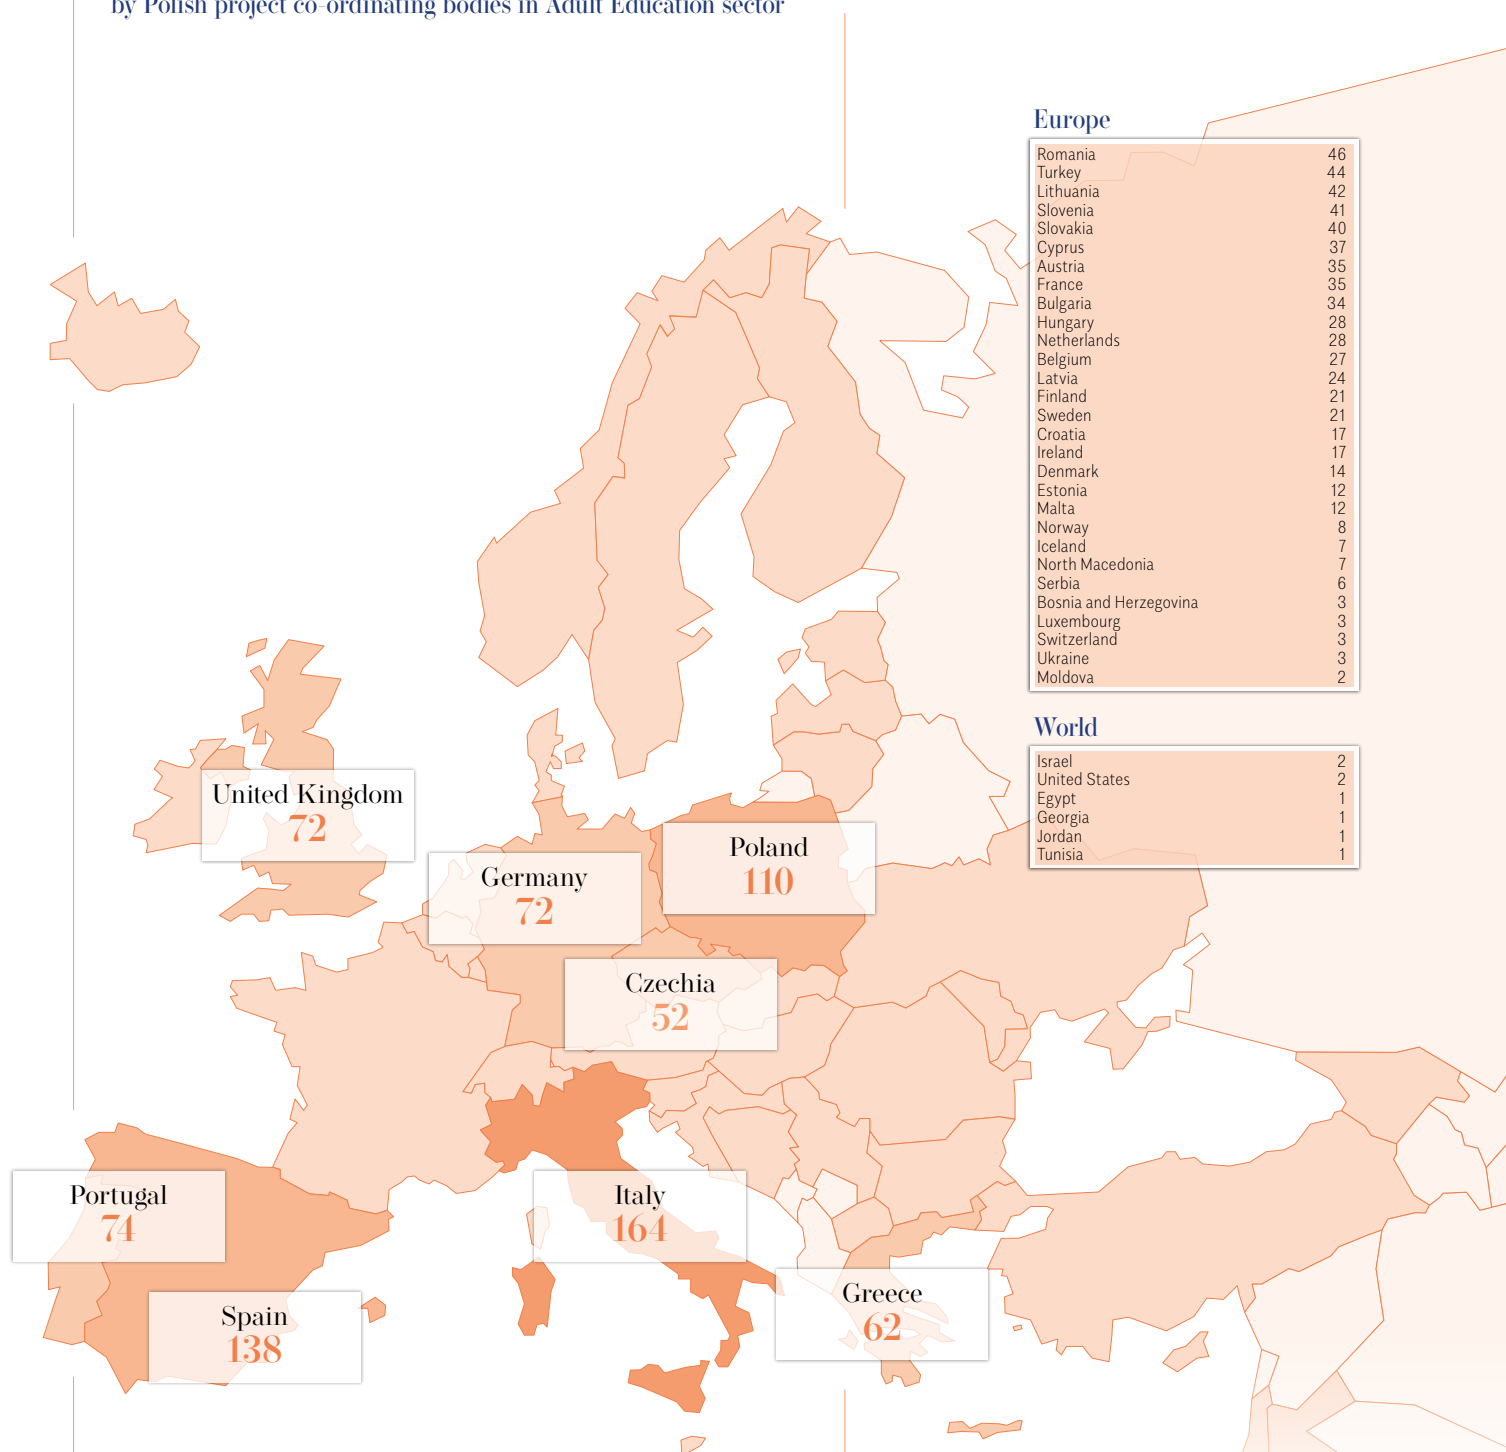 by Polish project co-ordinating bodies in Adult Education sector
Europe
Romania 46
Turkey 44
Lithuania 42
Slovenia 41
Slovakia 40
Cyprus 37
Austria 35
France 35
Bulgaria 34
Hungary 28
Netherlands 28
Belgium 27
Latvia 24
Finland 21
Sweden 21
Croatia 17
Ireland 17
Denmark 14
Estonia 12
Malta 12
Norway 8
Iceland 7
North Macedonia 7
Serbia 6
Bosnia and Herzegovina 3
Luxembourg 3
Switzerland 3
Ukraine 3
Moldova 2
World
Israel 2
United States 2
Egypt 1
Georgia 1
Jordan 1
Tunisia 1
United Kingdom
72
Poland
110
Germany
72
Czechia
52
Portugal
74
Italy
164
Spain
138
Greece
62